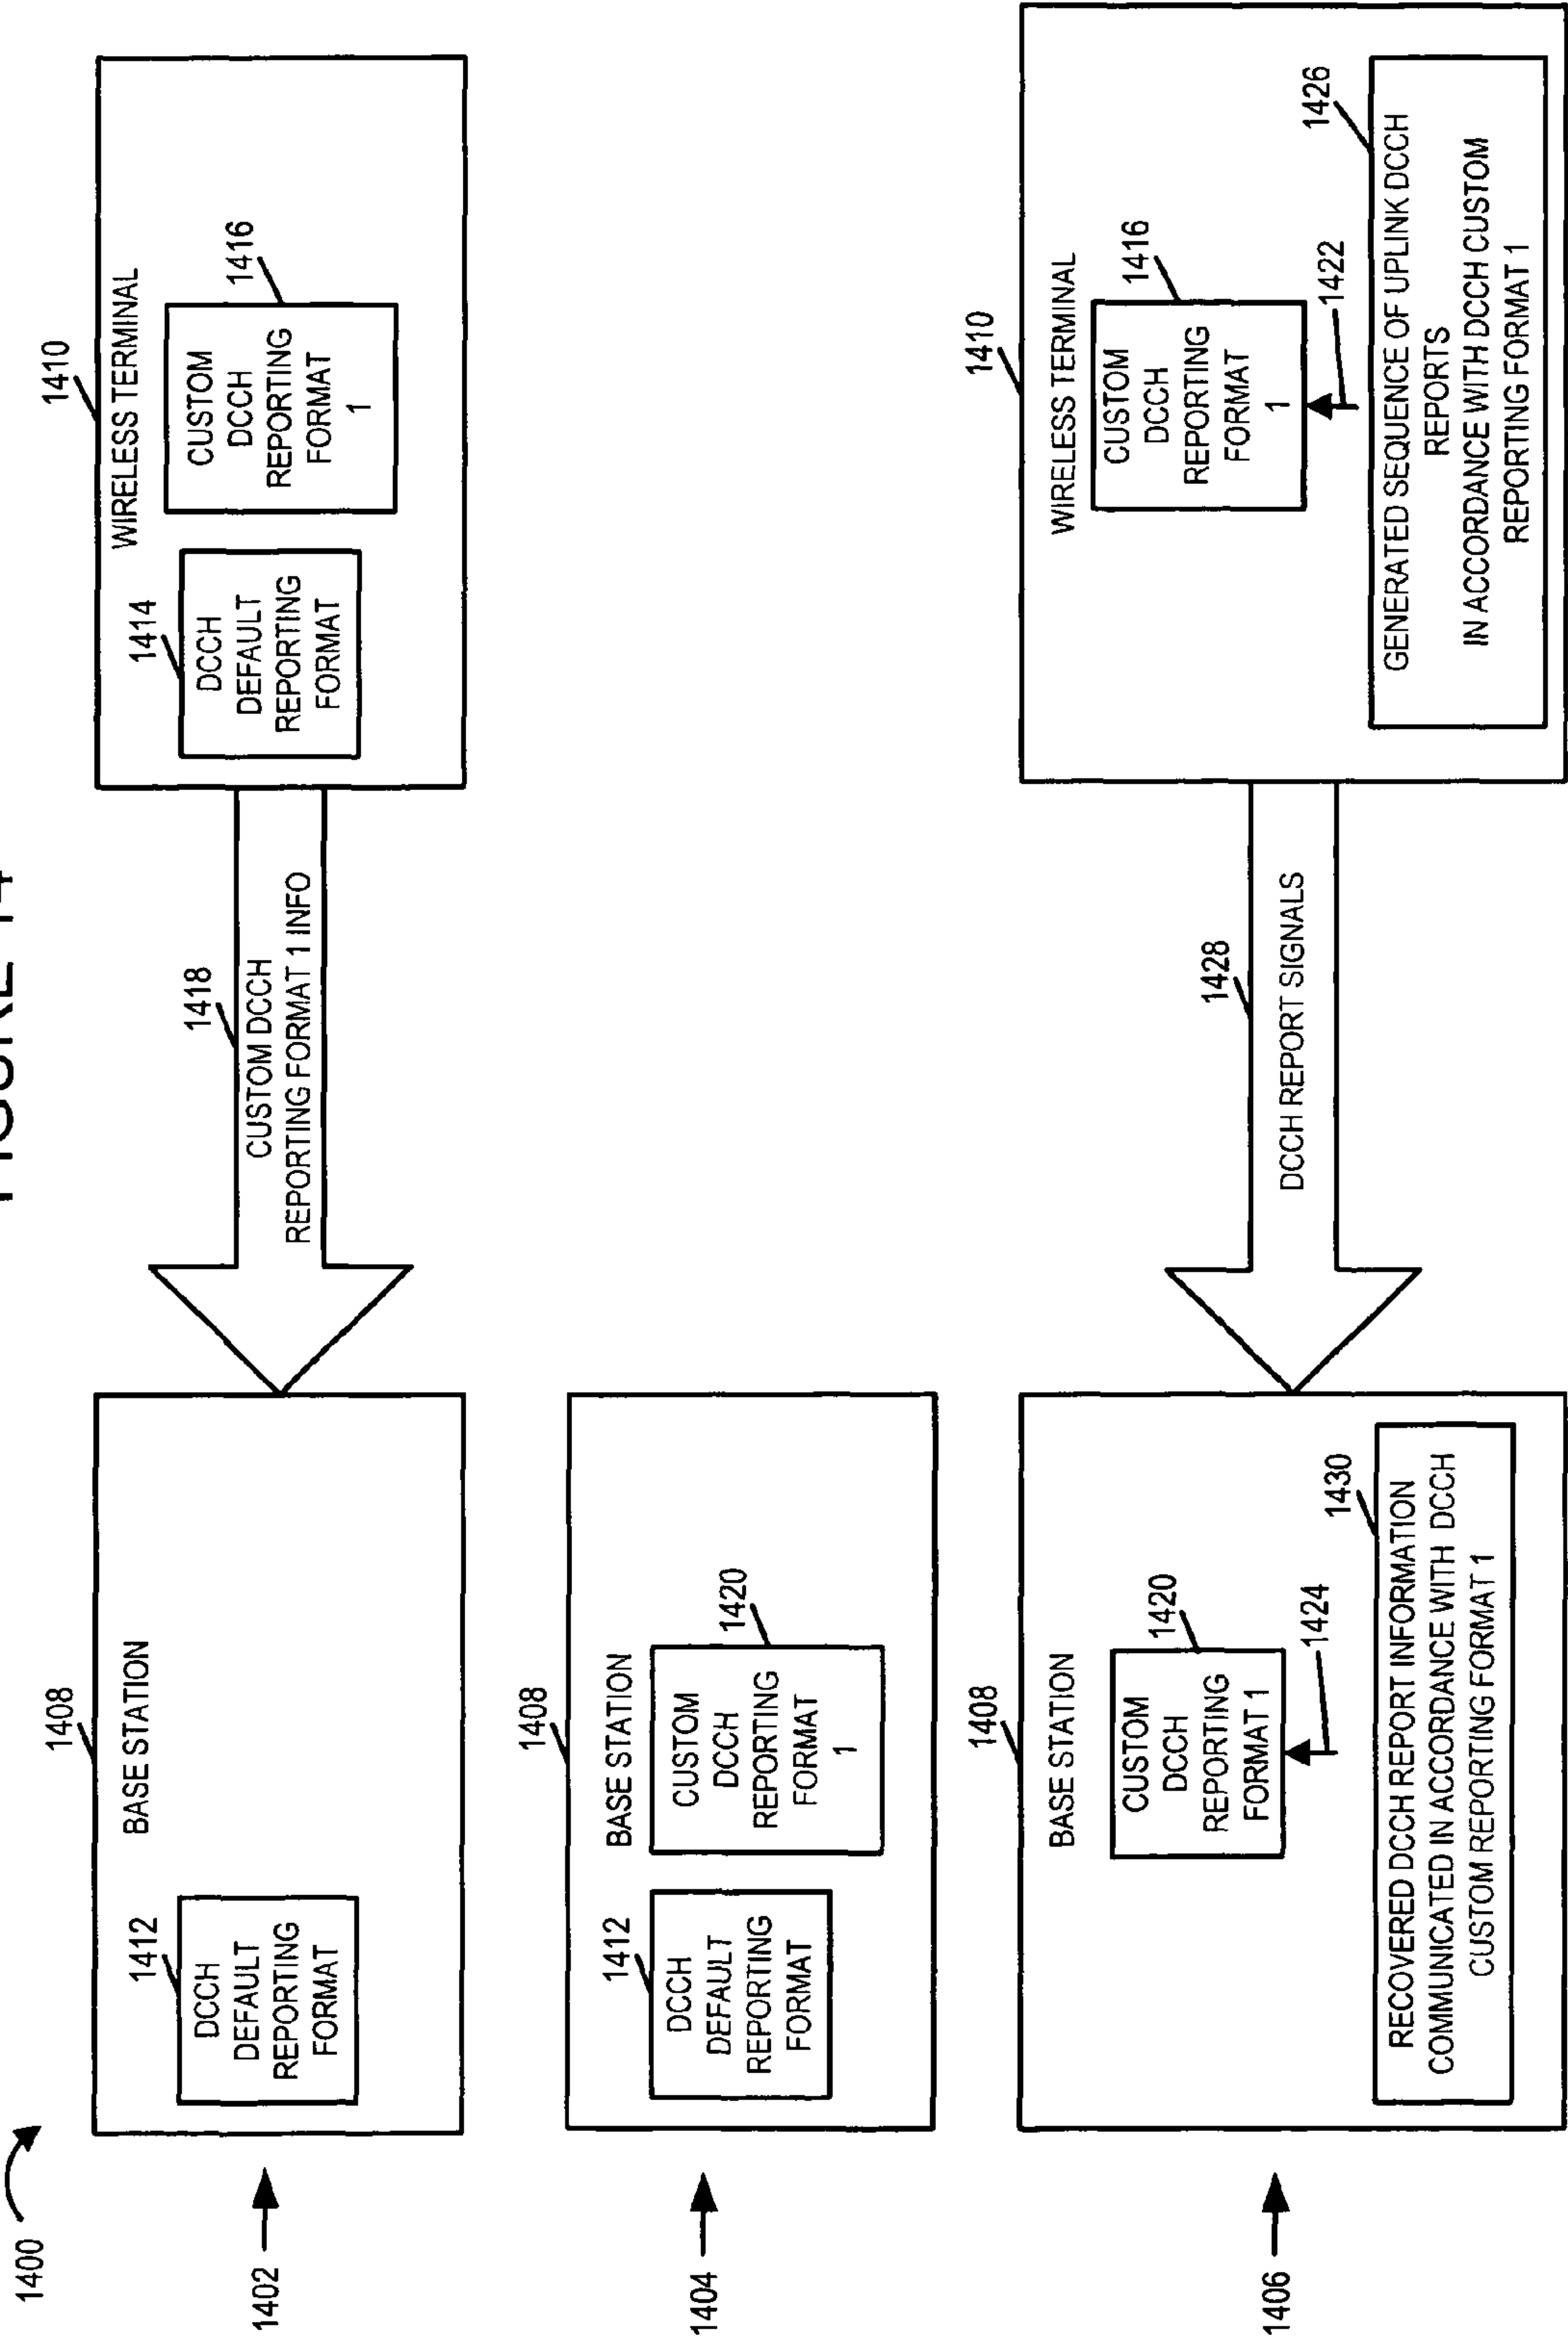 FIGURE 14
1400
1402
1408
BASE STATION
1412
DCCH
DEFAULT
REPORTING
FORMAT
1418
CUSTOM DCCH
REPORTING FORMAT 1 INFO
1410
WIRELESS TERMINAL
1414
DCCH
DEFAULT
REPORTING
FORMAT
1416
CUSTOM
DCCH
REPORTING
FORMAT
1
1404
1408
BASE STATION
1412
DCCH
DEFAULT
REPORTING
FORMAT
1420
CUSTOM
DCCH
REPORTING
FORMAT
1
1406
1408
BASE STATION
1420
CUSTOM
DCCH
REPORTING
FORMAT 1
1424
1430
RECOVERED DCCH REPORT INFORMATION
COMMUNICATED IN ACCORDANCE WITH DCCH
CUSTOM REPORTING FORMAT 1
1428
DCCH REPORT SIGNALS
1410
WIRELESS TERMINAL
1416
CUSTOM
DCCH
REPORTING
FORMAT
1
1422
1426
GENERATED SEQUENCE OF UPLINK DCCH
REPORTS
IN ACCORDANCE WITH DCCH CUSTOM
REPORTING FORMAT 1